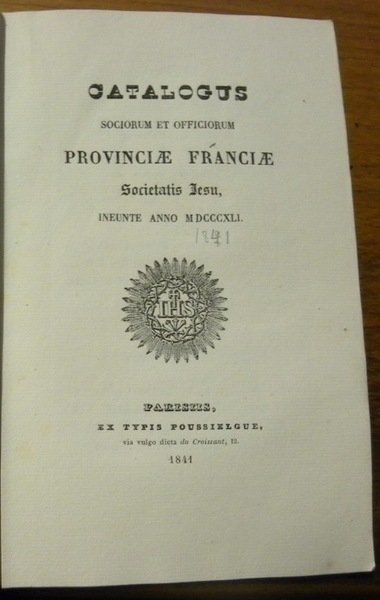 CATALOGUS
SOCIORUM ET OFFICIORUM
PROVINCIÆ FRANCIÆ
Societatis Jesu,
INEUNTE ANNO MDCCCXLI.
1841
IHS
PARISIIS,
EX TYPIS POUSSIELGUE,
via vulgo dicta du Croissant, 12.
1841